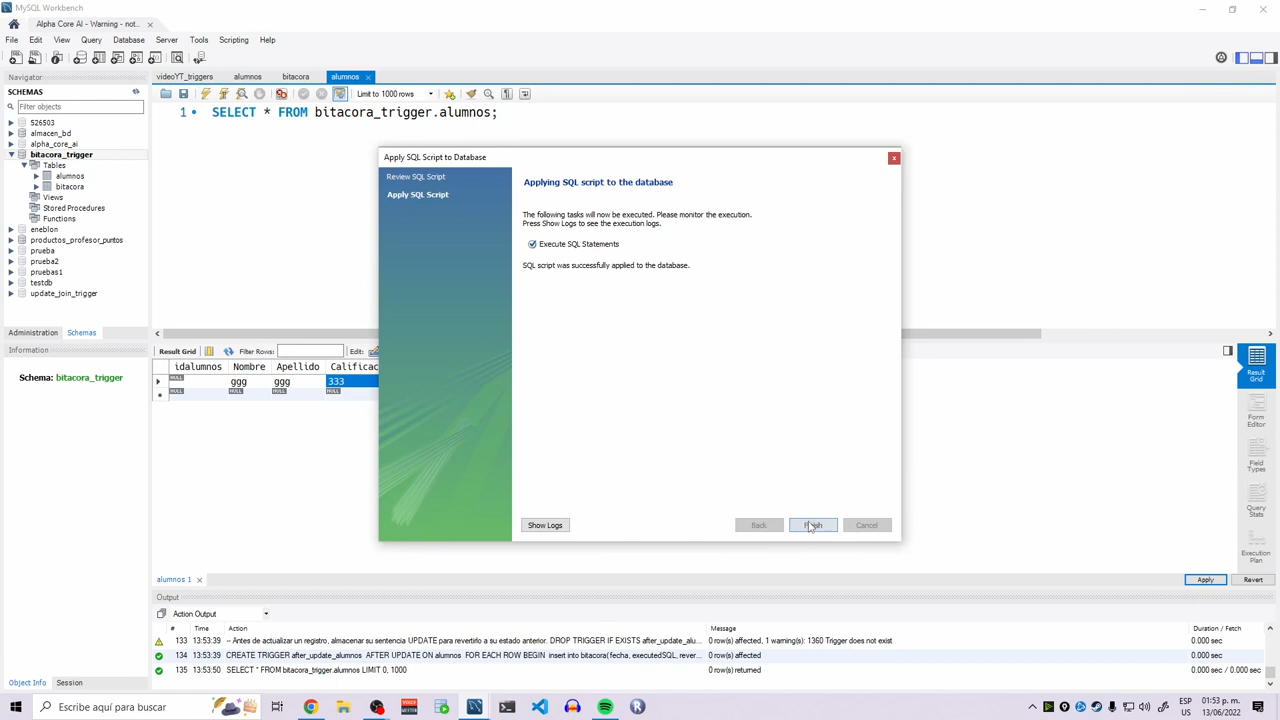 MySQL Workbench
Alpha Core AI - Warning - not...
File Edit View Query Database Server Tools Scripting Help
Navigator
SCHEMAS
Filter objects
526503
almacen_bd
alpha_core_ai
bitacora_trigger
Tables
alumnos
bitacora
Views
Stored Procedures
Functions
eneblon
productos_profesor_puntos
prueba
prueba2
pruebas1
testdb
update_join_trigger
Administration Schemas
Information
Schema: bitacora_trigger
Object Info Session
videoYT_triggers alumnos bitacora alumnos
Limit to 1000 rows
1 SELECT * FROM bitacora_trigger.alumnos;
Apply SQL Script to Database
Review SQL Script
Apply SQL Script
Applying SQL script to the database
The following tasks will now be executed. Please monitor the execution.
Press Show Logs to see the execution logs.
Execute SQL Statements
SQL script was successfully applied to the database.
Show Logs Back Finish Cancel
Result Grid Filter Rows: Edit:
idalumnos Nombre Apellido Calificac
NULL ggg ggg 333
NULL NULL NULL NULL
Result
Grid
Form
Editor
Field
Types
Query
Stats
Execution
Plan
alumnos 1
Apply Revert
Output
Action Output
# Time Action Message Duration / Fetch
133 13:53:39 -- Antes de actualizar un registro, almacenar su sentencia UPDATE para revertirlo a su estado anterior. DROP TRIGGER IF EXISTS after_update_alu... 0 row(s) affected, 1 warning(s): 1360 Trigger does not exist 0.000 sec
134 13:53:39 CREATE TRIGGER after_update_alumnos AFTER UPDATE ON alumnos FOR EACH ROW BEGIN insert into bitacora(fecha, executedSQL, rever... 0 row(s) affected 0.000 sec
135 13:53:50 SELECT * FROM bitacora_trigger.alumnos LIMIT 0, 1000 0 row(s) returned 0.000 sec / 0.000 sec
Escribe aquí para buscar
ESP
US
01:53 p. m.
13/06/2022